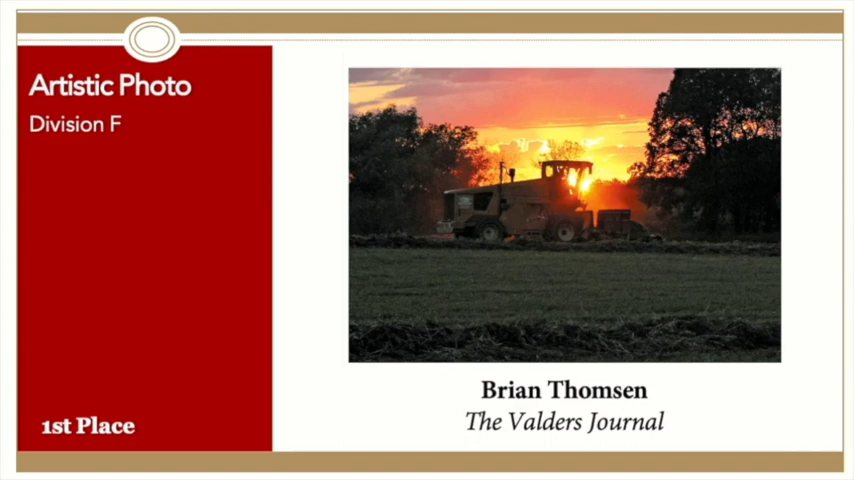 Artistic Photo
Division F
1st Place
Brian Thomsen
The Valders Journal